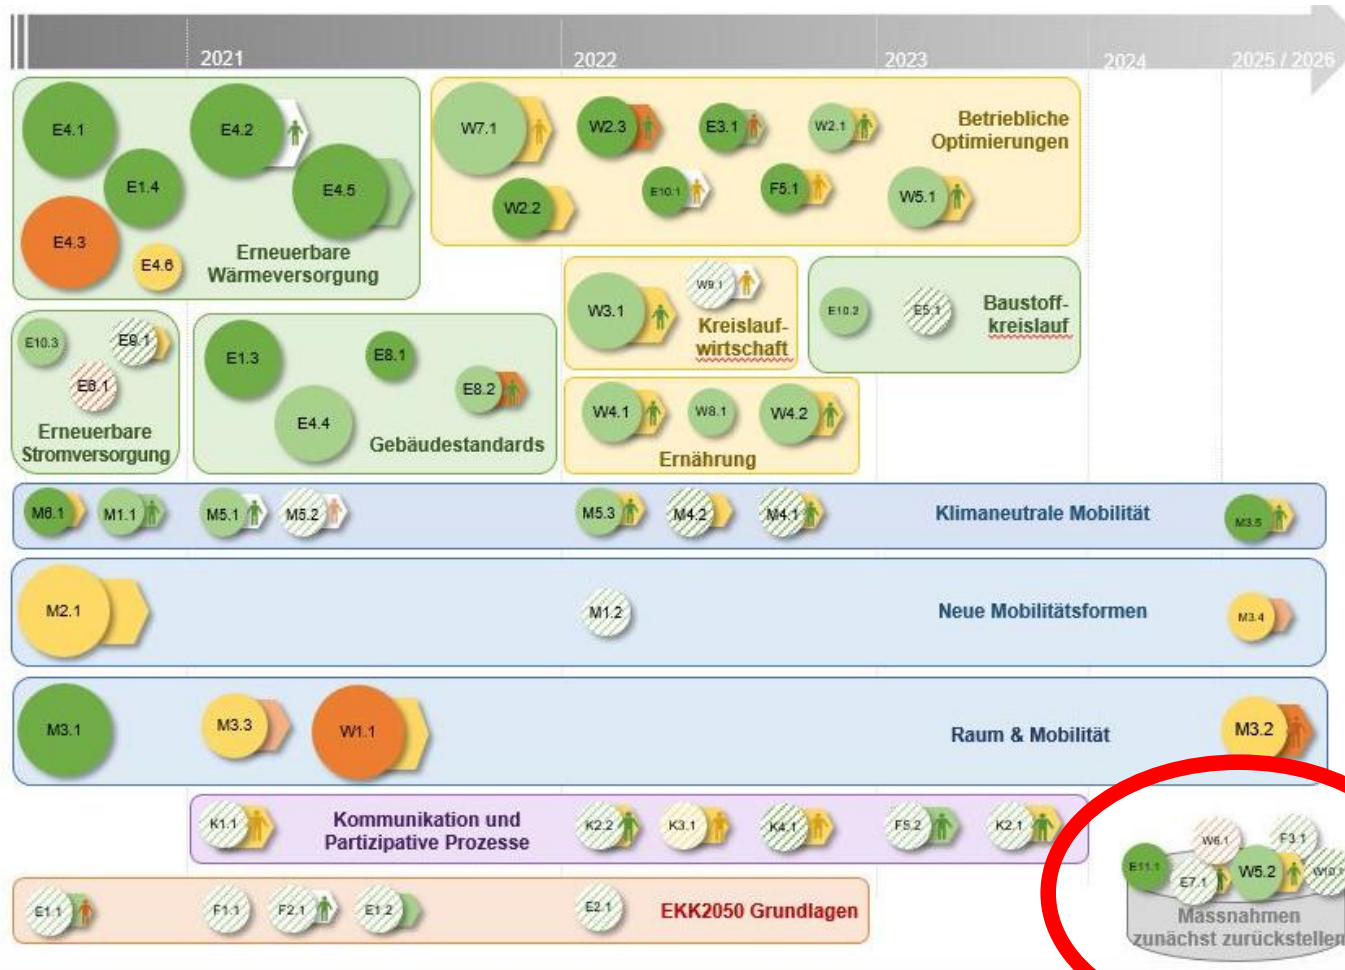 2021
2022
2023
2024
2025 / 2026
E4.1
E4.2
E1.4
E4.5
E4.3
E4.6
Erneuerbare
Wärmeversorgung
W7.1
W2.3
E3.1
W2.1
Betriebliche
Optimierungen
W2.2
E10.1
F5.1
W5.1
E10.3
E9.1
E6.1
Erneuerbare
Stromversorgung
E1.3
E8.1
E4.4
E8.2
Gebäudestandards
W3.1
W9.1
Kreislauf-
wirtschaft
E10.2
E5.1
Baustoff-
kreislauf
W4.1
W8.1
W4.2
Ernährung
M6.1
M1.1
M5.1
M5.2
M5.3
M4.2
M4.1
Klimaneutrale Mobilität
M3.5
M2.1
M1.2
Neue Mobilitätsformen
M3.4
M3.1
M3.3
W1.1
Raum & Mobilität
M3.2
K1.1
Kommunikation und
Partizipative Prozesse
K2.2
K3.1
K4.1
F5.2
K2.1
E1.1
F1.1
F2.1
E1.2
E2.1
EKK2050 Grundlagen
W6.1
F3.1
E11.1
E7.1
W5.2
W10.1
Massnahmen
zunächst zurückstellen